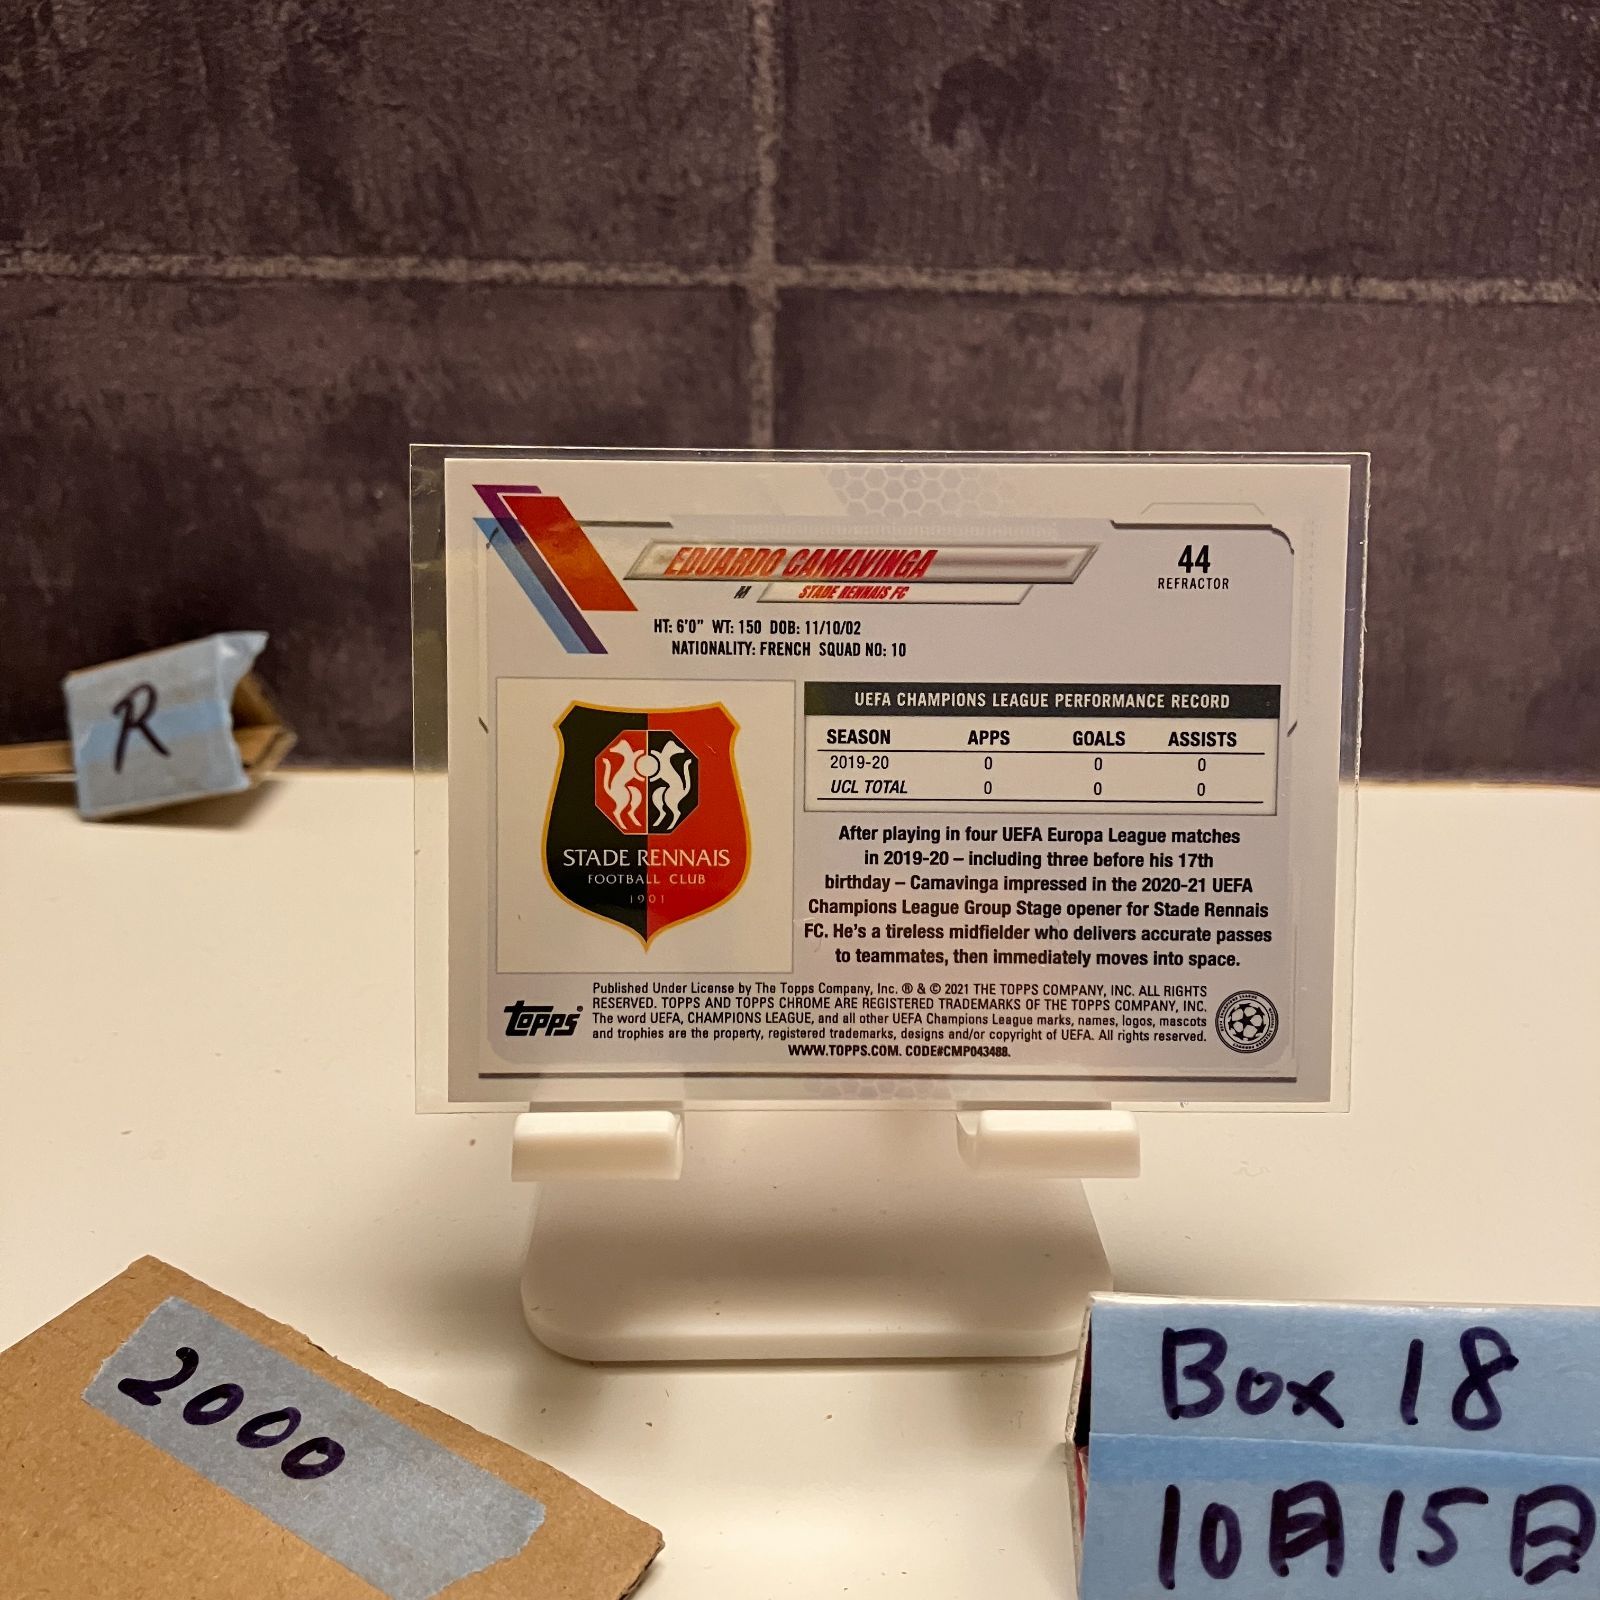 EDUARDO CAMAVINGA
M STADE RENNAIS FC
44
REFRACTOR
HT: 6'0" WT: 150 DOB: 11/10/02
NATIONALITY: FRENCH SQUAD NO: 10
R
STADE RENNAIS
FOOTBALL CLUB
1901
UEFA CHAMPIONS LEAGUE PERFORMANCE RECORD
SEASON APPS GOALS ASSISTS
2019-20 0 0 0
UCL TOTAL 0 0 0
After playing in four UEFA Europa League matches
in 2019-20 – including three before his 17th
birthday – Camavinga impressed in the 2020-21 UEFA
Champions League Group Stage opener for Stade Rennais
FC. He's a tireless midfielder who delivers accurate passes
to teammates, then immediately moves into space.
Topps®
Published Under License by The Topps Company, Inc. ® & © 2021 THE TOPPS COMPANY, INC. ALL RIGHTS
RESERVED. TOPPS AND TOPPS CHROME ARE REGISTERED TRADEMARKS OF THE TOPPS COMPANY, INC.
The word UEFA, CHAMPIONS LEAGUE, and all other UEFA Champions League marks, names, logos, mascots
and trophies are the property, registered trademarks, designs and/or copyright of UEFA. All rights reserved.
WWW.TOPPS.COM. CODE#CMP043488.
2000
Box 18
10月15日